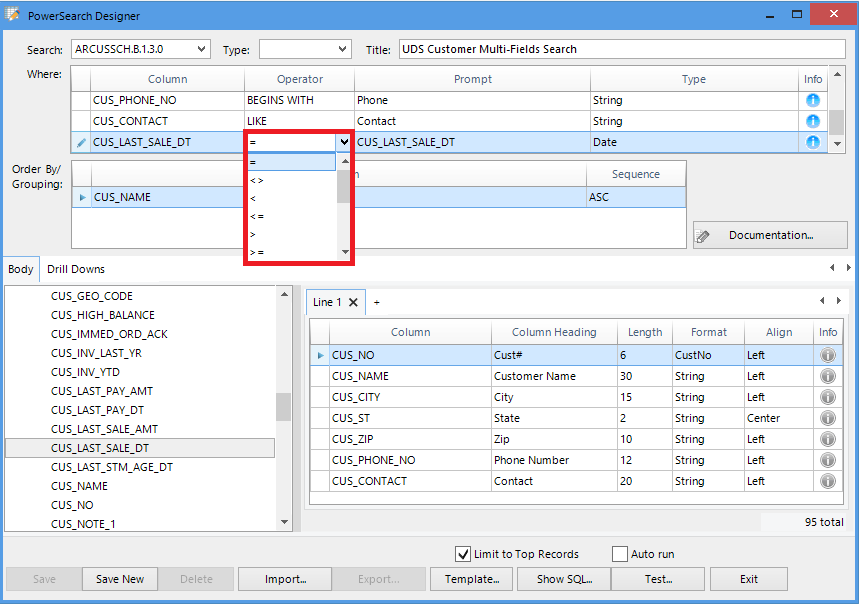 PowerSearch Designer
Search: ARCUSSCH.B.1.3.0 Type: Title: UDS Customer Multi-Fields Search
Where:
Column Operator Prompt Type Info
CUS_PHONE_NO BEGINS WITH Phone String
CUS_CONTACT LIKE Contact String
CUS_LAST_SALE_DT = CUS_LAST_SALE_DT Date
=
<>
<
<=
>
>=
Order By/
Grouping:
Sequence
CUS_NAME ASC
Documentation...
Body Drill Downs
CUS_GEO_CODE
CUS_HIGH_BALANCE
CUS_IMMED_ORD_ACK
CUS_INV_LAST_YR
CUS_INV_YTD
CUS_LAST_PAY_AMT
CUS_LAST_PAY_DT
CUS_LAST_SALE_AMT
CUS_LAST_SALE_DT
CUS_LAST_STM_AGE_DT
CUS_NAME
CUS_NO
CUS_NOTE_1
Line 1 X +
Column Column Heading Length Format Align Info
CUS_NO Cust# 6 CustNo Left
CUS_NAME Customer Name 30 String Left
CUS_CITY City 15 String Left
CUS_ST State 2 String Center
CUS_ZIP Zip 10 String Left
CUS_PHONE_NO Phone Number 12 String Left
CUS_CONTACT Contact 20 String Left
95 total
Limit to Top Records Auto run
Save Save New Delete Import... Export... Template... Show SQL... Test... Exit